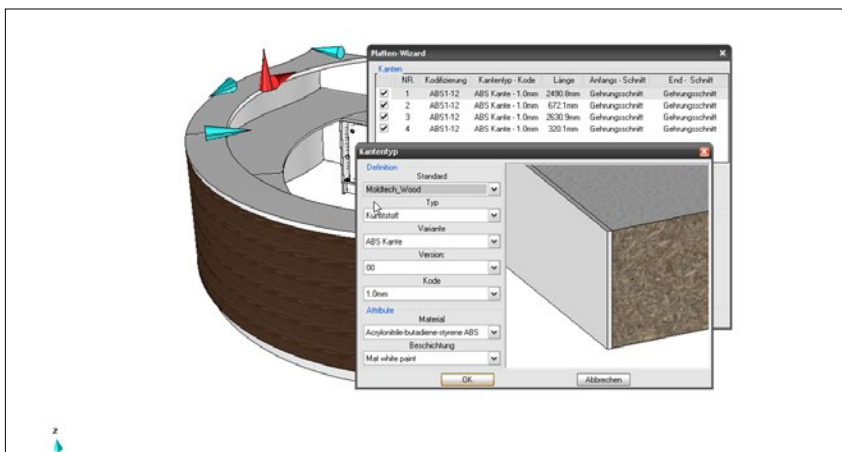 Platten-Wizard
Kanten
NR. Kodifizierung Kantentyp - Kode Länge Anfangs - Schnitt End - Schnitt
1 ABS1-12 ABS Kante - 1.0mm 2490.8mm Gehrungsschnitt Gehrungsschnitt
2 ABS1-12 ABS Kante - 1.0mm 672.1mm Gehrungsschnitt Gehrungsschnitt
3 ABS1-12 ABS Kante - 1.0mm 2630.9mm Gehrungsschnitt Gehrungsschnitt
4 ABS1-12 ABS Kante - 1.0mm 320.1mm Gehrungsschnitt Gehrungsschnitt
Kantentyp
Definition
Standard
Moldtech_Wood
Typ
Kunststoff
Variante
ABS Kante
Version:
00
Kode
1.0mm
Attribute
Material
Acrylonitrile-butadiene-styrene ABS
Beschichtung
Mat white paint
OK Abbrechen
z